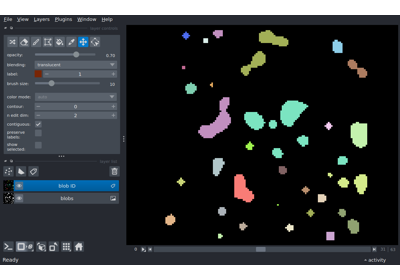 File View Layers Plugins Window Help
opacity: 0.70
blending: translucent
label: 1
brush size: 10
color mode:
contour: 0
n edit dim: 2
contiguous:
preserve labels:
show selected:
blob ID
blobs
Ready
activity